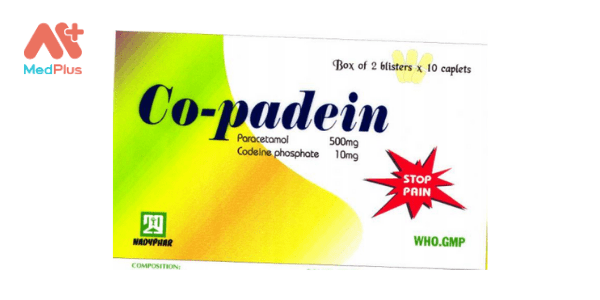 MedPlus
Box of 2 blisters x 10 caplets
Co-padein
Paracetamol 500mg
Codeine phosphate 10mg
STOP
PAIN
NADYPHAR
WHO.GMP
COMPOSITION: